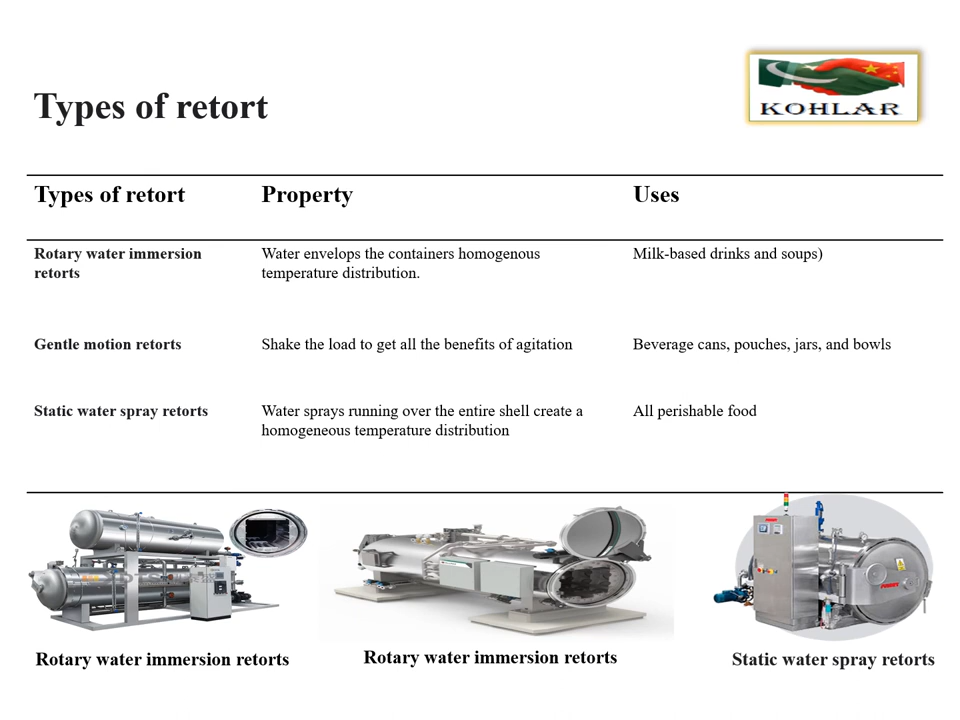 Types of retort
KOHLAR
Types of retort Property Uses
Rotary water immersion Water envelops the containers homogenous Milk-based drinks and soups)
retorts temperature distribution.
Gentle motion retorts Shake the load to get all the benefits of agitation Beverage cans, pouches, jars, and bowls
Static water spray retorts Water sprays running over the entire shell create a All perishable food
homogeneous temperature distribution
Rotary water immersion retorts Rotary water immersion retorts Static water spray retorts